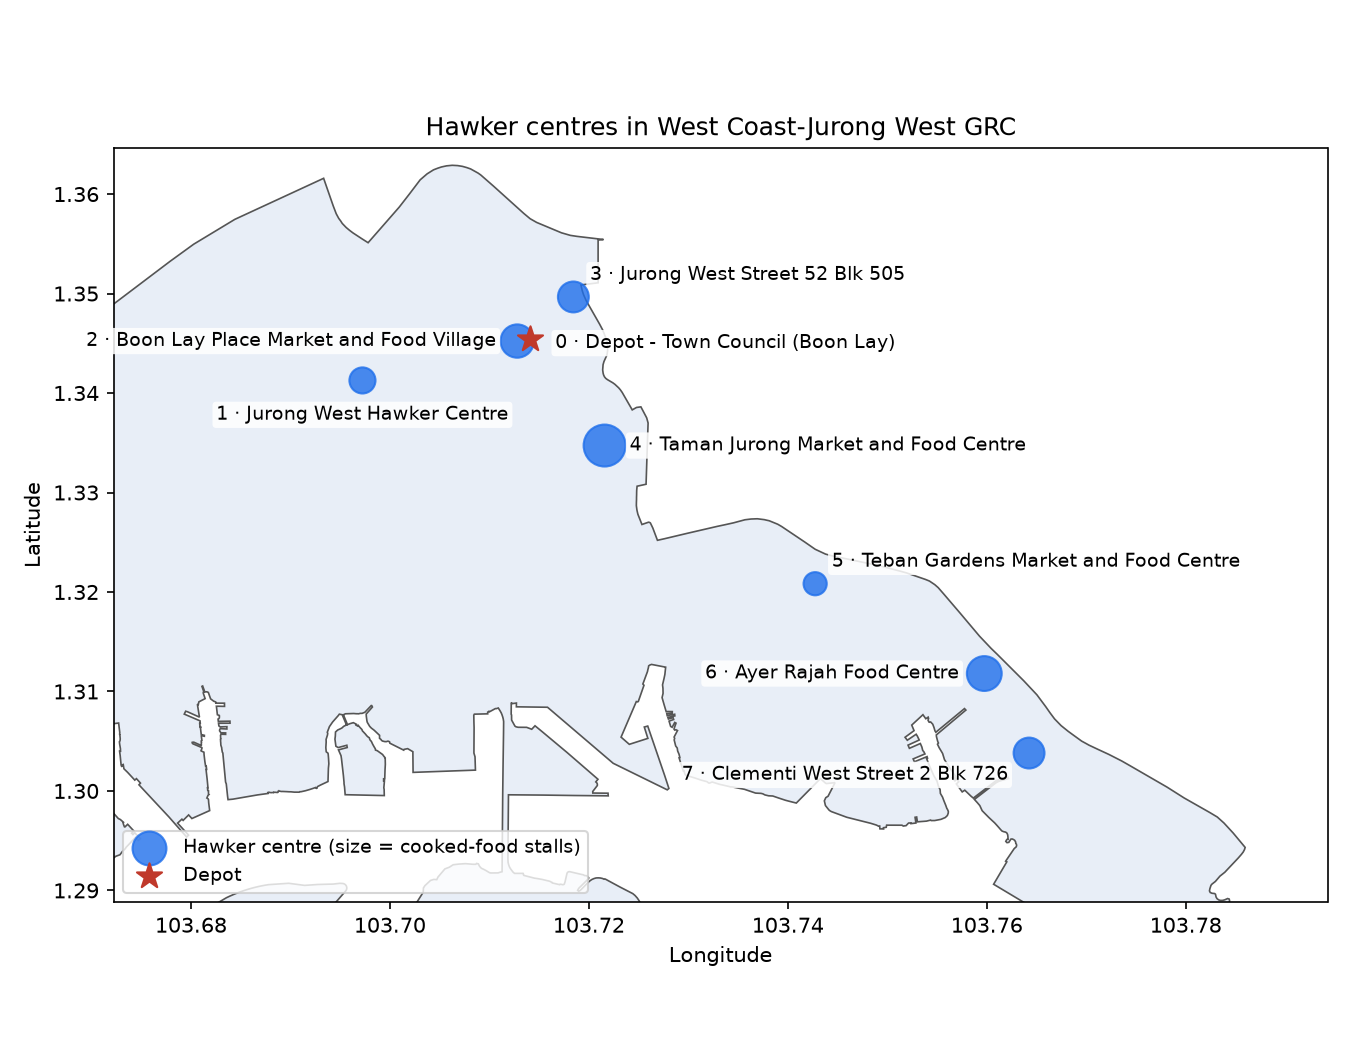 Hawker centres in West Coast-Jurong West GRC
1.36
1.35
1.34
1.33
1.32
1.31
1.30
1.29
Latitude
3 · Jurong West Street 52 Blk 505
2 · Boon Lay Place Market and Food Village
0 · Depot - Town Council (Boon Lay)
1 · Jurong West Hawker Centre
4 · Taman Jurong Market and Food Centre
5 · Teban Gardens Market and Food Centre
6 · Ayer Rajah Food Centre
7 · Clementi West Street 2 Blk 726
Hawker centre (size = cooked-food stalls)
Depot
103.68
103.70
103.72
103.74
103.76
103.78
Longitude